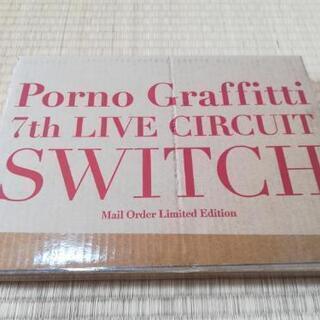 Porno Graffitti
7th LIVE CIRCUIT
SWITCH
Mail Order Limited Edition